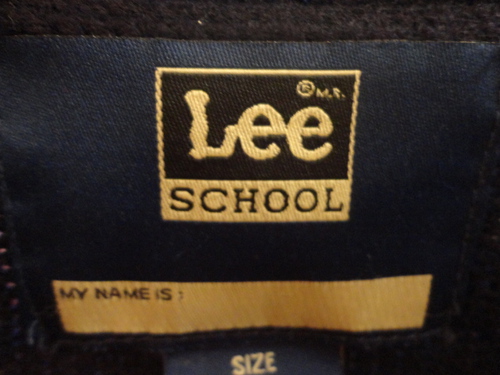 ® M.R.
Lee
SCHOOL
MY NAME IS:
SIZE